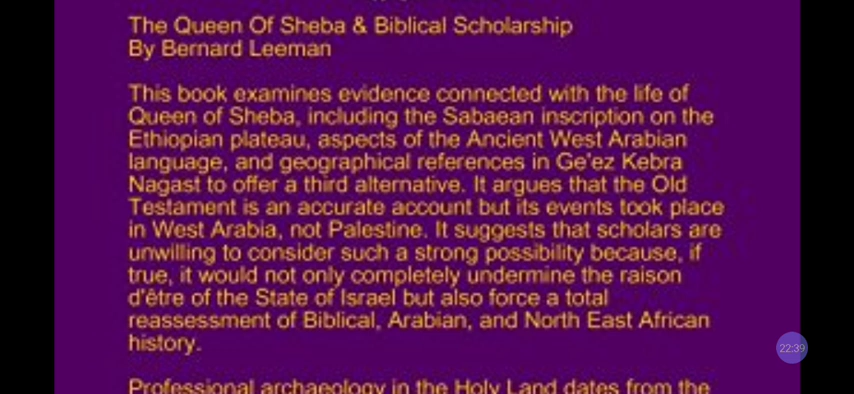 The Queen Of Sheba & Biblical Scholarship
By Bernard Leeman
This book examines evidence connected with the life of
Queen of Sheba, including the Sabaean inscription on the
Ethiopian plateau, aspects of the Ancient West Arabian
language, and geographical references in Ge'ez Kebra
Nagast to offer a third alternative. It argues that the Old
Testament is an accurate account but its events took place
in West Arabia, not Palestine. It suggests that scholars are
unwilling to consider such a strong possibility because, if
true, it would not only completely undermine the raison
d'être of the State of Israel but also force a total
reassessment of Biblical, Arabian, and North East African
history.
22:39
Professional archaeology in the Holy Land dates from the